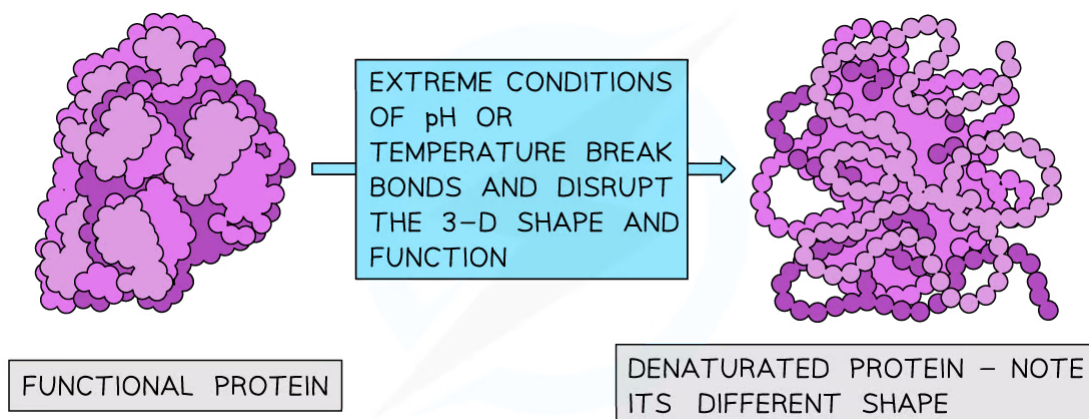 EXTREME CONDITIONS
OF pH OR
TEMPERATURE BREAK
BONDS AND DISRUPT
THE 3-D SHAPE AND
FUNCTION
FUNCTIONAL PROTEIN
DENATURATED PROTEIN – NOTE
ITS DIFFERENT SHAPE